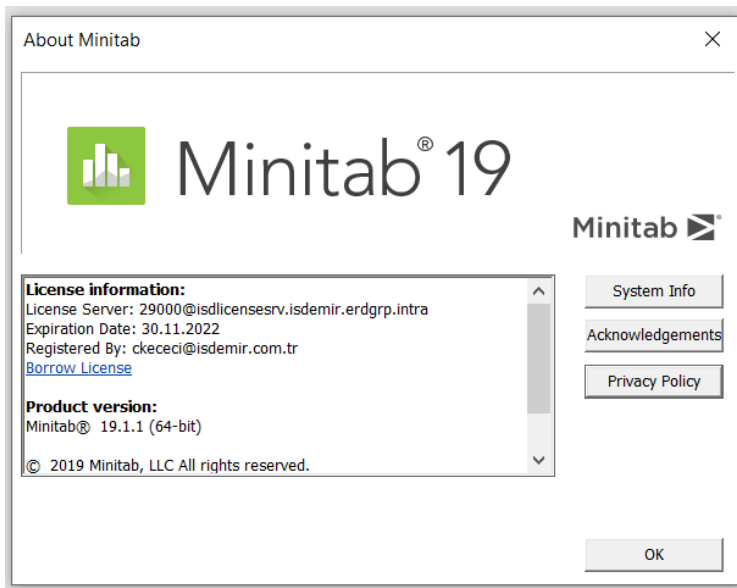 About Minitab
Minitab® 19
Minitab
License information:
License Server: 29000@isdlicensesrv.isdemir.erdgrp.intra
Expiration Date: 30.11.2022
Registered By: ckececi@isdemir.com.tr
Borrow License
Product version:
Minitab® 19.1.1 (64-bit)
© 2019 Minitab, LLC All rights reserved.
System Info
Acknowledgements
Privacy Policy
OK